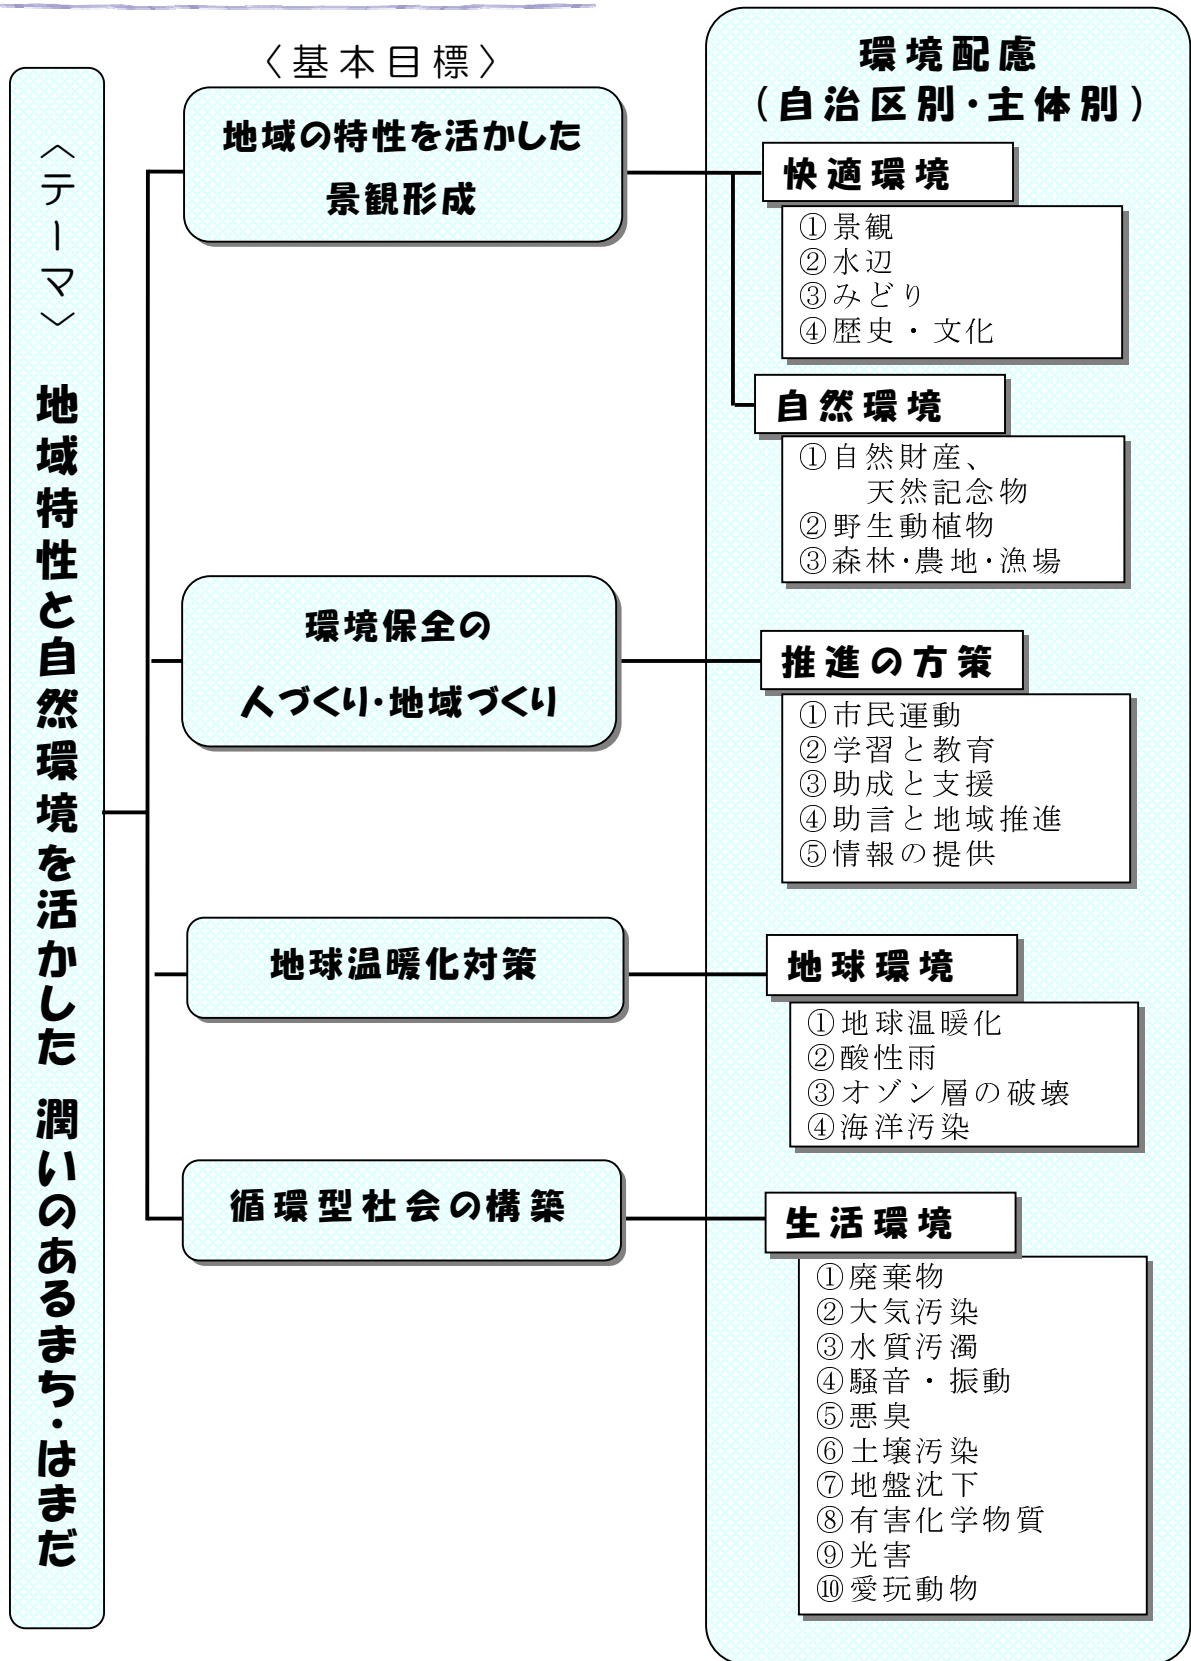 〈テーマ〉 地域特性と自然環境を活かした 潤いのあるまち・はまだ
〈基本目標〉
地域の特性を活かした
景観形成
環境保全の
人づくり・地域づくり
地球温暖化対策
循環型社会の構築
環境配慮
（自治区別・主体別）
快適環境
①景観
②水辺
③みどり
④歴史・文化
自然環境
①自然財産、
天然記念物
②野生動植物
③森林・農地・漁場
推進の方策
①市民運動
②学習と教育
③助成と支援
④助言と地域推進
⑤情報の提供
地球環境
①地球温暖化
②酸性雨
③オゾン層の破壊
④海洋汚染
生活環境
①廃棄物
②大気汚染
③水質汚濁
④騒音・振動
⑤悪臭
⑥土壌汚染
⑦地盤沈下
⑧有害化学物質
⑨光害
⑩愛玩動物